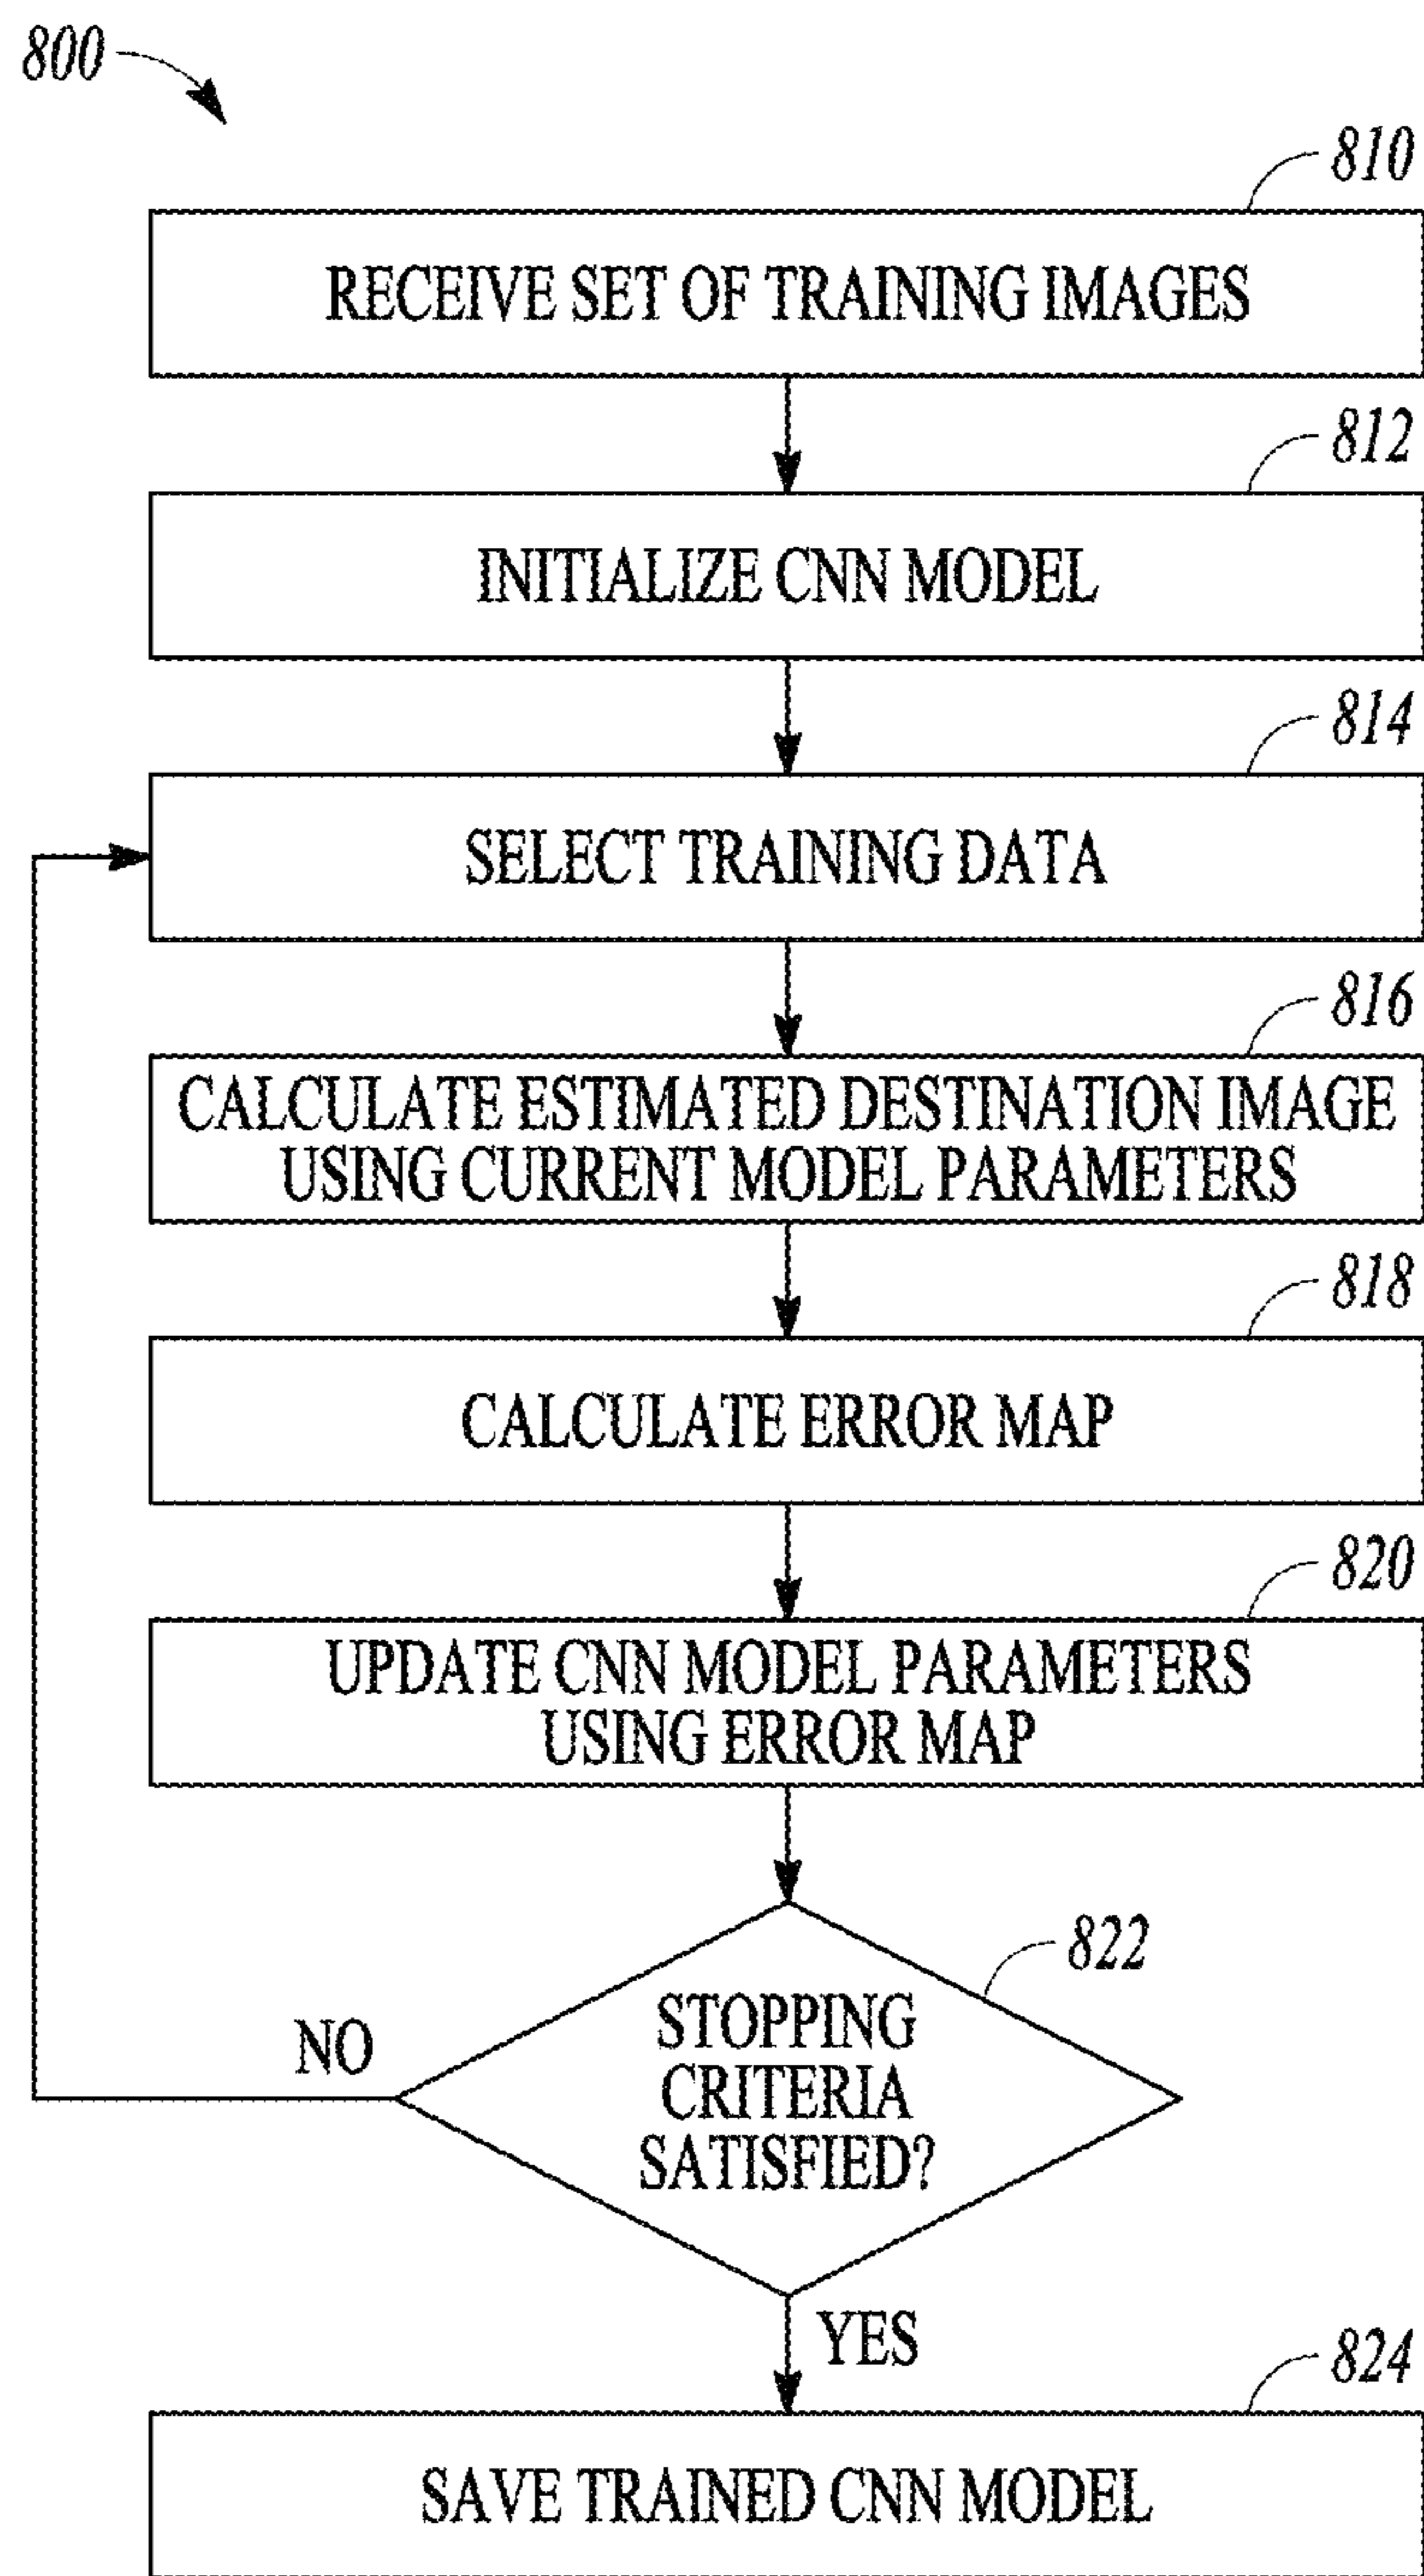 800
810
RECEIVE SET OF TRAINING IMAGES
812
INITIALIZE CNN MODEL
814
SELECT TRAINING DATA
816
CALCULATE ESTIMATED DESTINATION IMAGE
USING CURRENT MODEL PARAMETERS
818
CALCULATE ERROR MAP
820
UPDATE CNN MODEL PARAMETERS
USING ERROR MAP
822
STOPPING
CRITERIA
SATISFIED?
NO
YES
824
SAVE TRAINED CNN MODEL